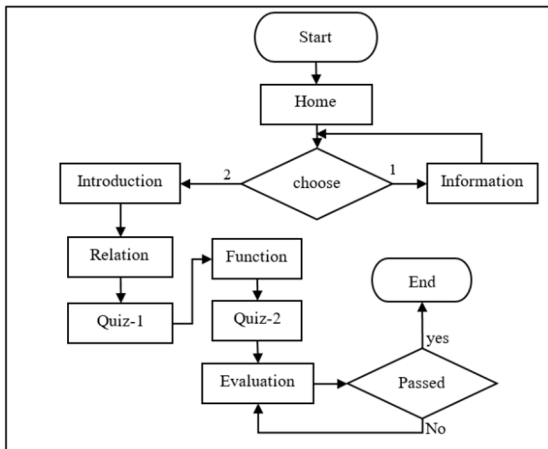 Start
Home
choose
2
1
Introduction
Information
Relation
Function
End
Quiz-1
Quiz-2
yes
Evaluation
Passed
No